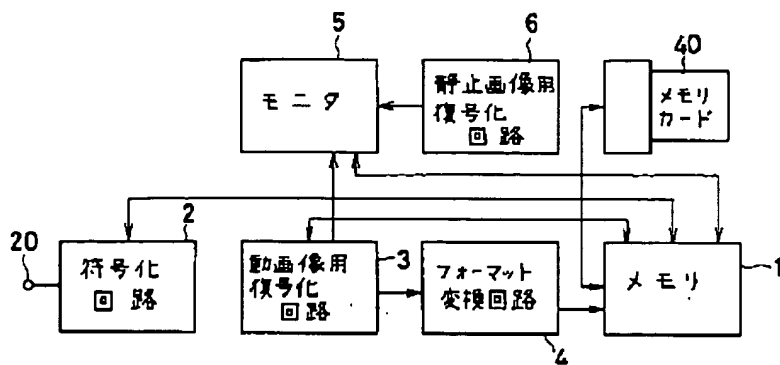 5
モニタ
6
静止画像用
復号化
回路
40
メモリ
カード
20
2
符号化
回路
3
動画像用
復号化
回路
4
フォーマット
変換回路
1
メモリ